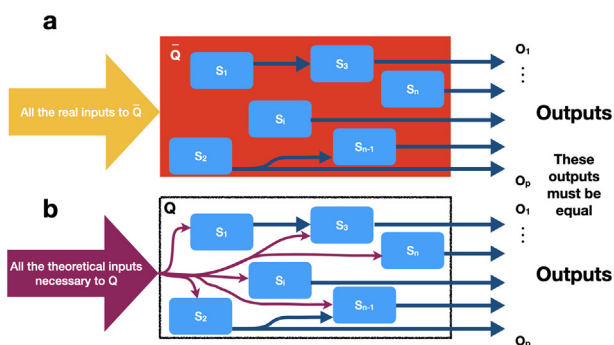 a
Q̄
O₁
S₁
S₃
⋮
Sₙ
All the real inputs to Q̄
Sᵢ
Outputs
Sₙ₋₁
S₂
Oₚ
These
outputs
must be
equal
b
Q
O₁
S₁
S₃
⋮
Sₙ
All the theoretical inputs
necessary to Q
Sᵢ
Outputs
Sₙ₋₁
S₂
Oₚ